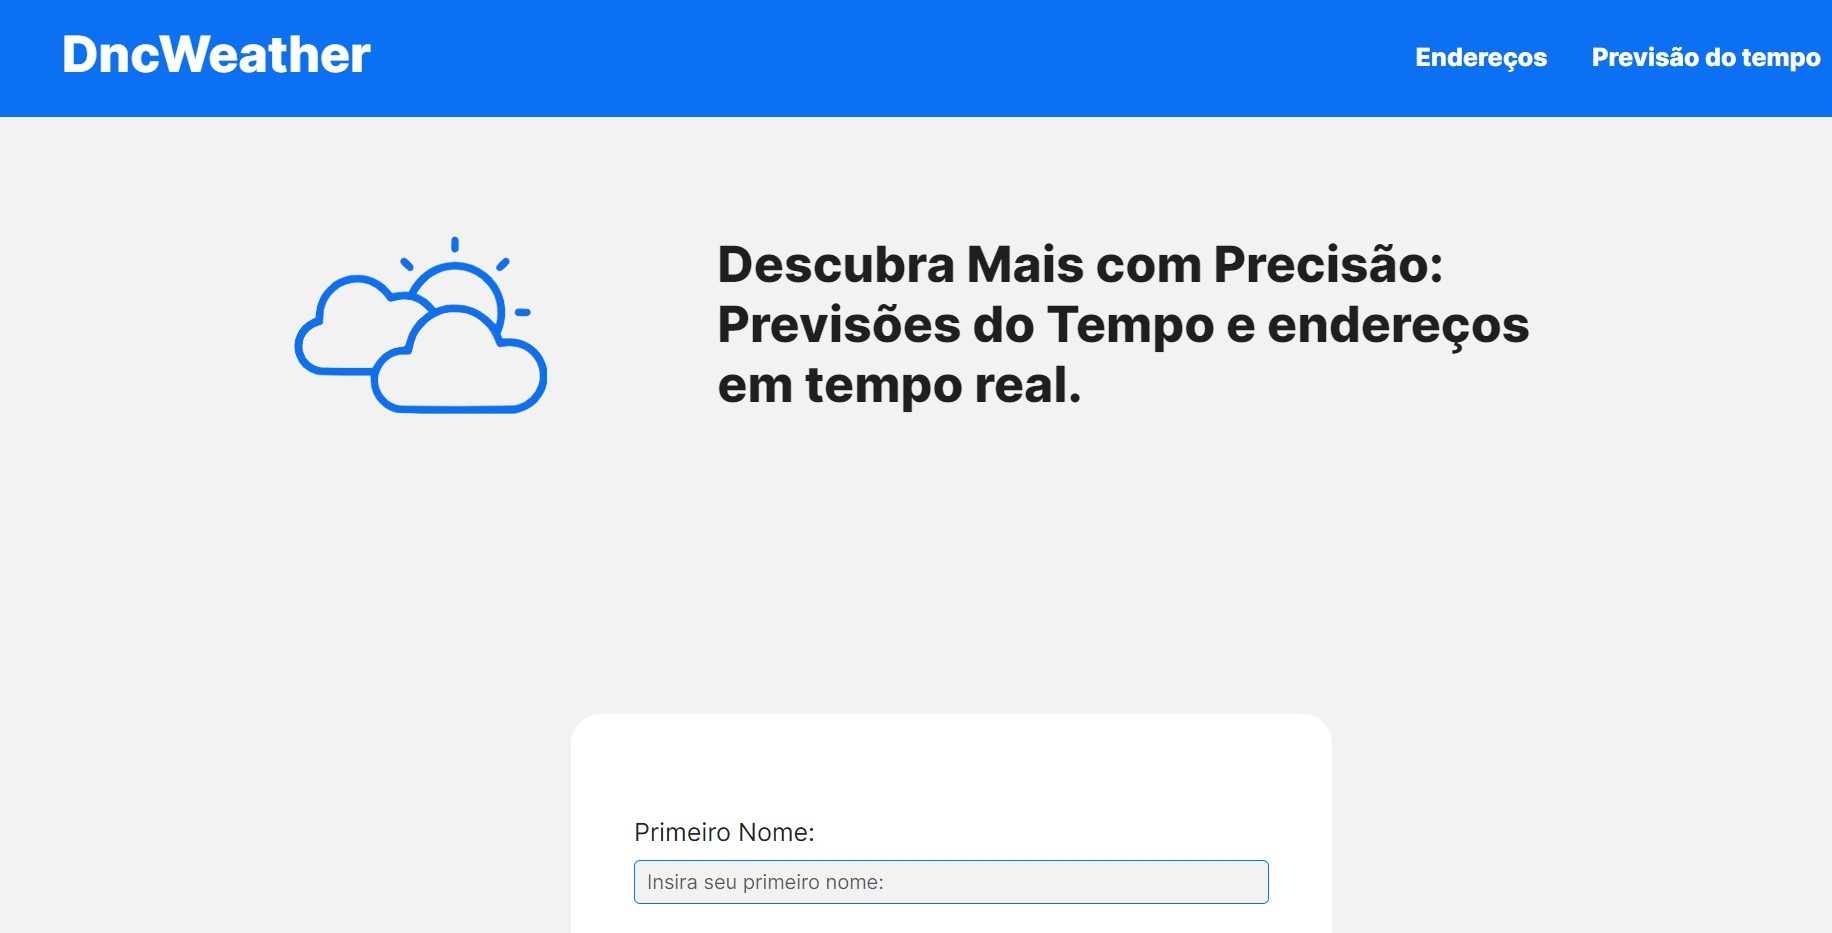 DncWeather
Endereços
Previsão do tempo
Descubra Mais com Precisão:
Previsões do Tempo e endereços
em tempo real.
Primeiro Nome:
Insira seu primeiro nome: